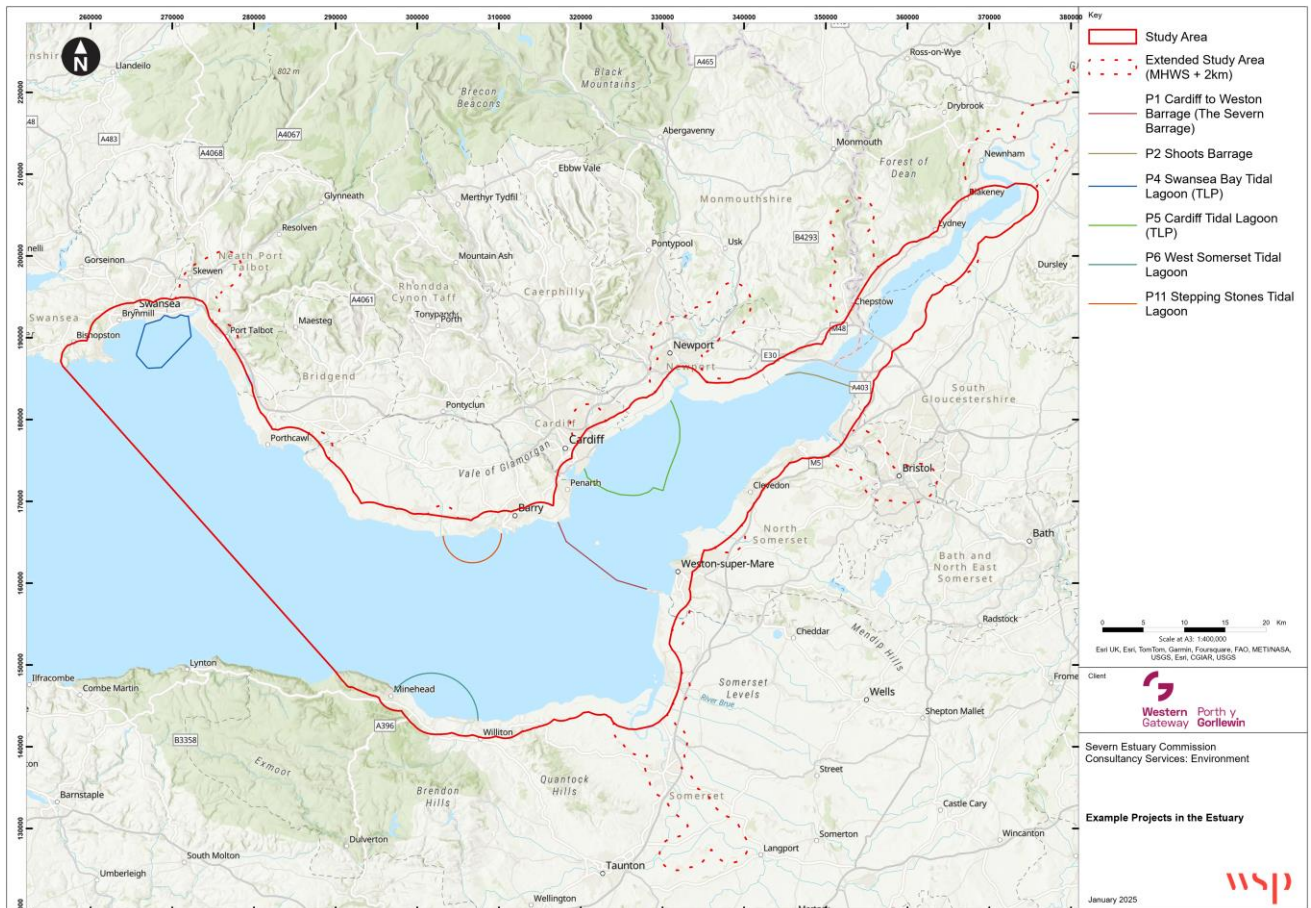 260000 270000 280000 290000 300000 310000 320000 330000 340000 350000 360000 370000 380000
N
Llandeilo
802 m
Black
Mountains
A465
Ross-on-Wye
Brecon
Beacons
A483
A4067
A4068
Drybrook
Abergavenny
Monmouth
Forest of
Dean
Newnham
Ebbw Vale
Glynneath
Merthyr Tydfil
Monmouthshire
Blakeney
Resolven
Pontypool
Usk
B4293
Lydney
Gorseinon
Skewen
Neath Port
Talbot
Mountain Ash
Dursley
Rhondda
Cynon Taff
Caerphilly
A4061
Chepstow
Swansea
Swansea
Brynmill
Bishopston
Port Talbot
Maesteg
Tonypandy
Porth
M48
Newport
Newport
E30
Bridgend
A403
South
Gloucestershire
Pontyclun
Cardiff
Cardiff
Porthcawl
Vale of Glamorgan
M5
Bristol
Penarth
Clevedon
Barry
North
Somerset
Bath
Bath and
North East
Somerset
Weston-super-Mare
Radstock
Cheddar
Mendip Hills
Lynton
Ilfracombe
Combe Martin
Minehead
Somerset
Levels
Wells
Frome
River Brue
Shepton Mallet
A396
Williton
B3358
Exmoor
Quantock
Hills
Street
Brendon
Hills
Somerset
Castle Cary
Barnstaple
Dulverton
Somerton
Wincanton
Langport
South Molton
Taunton
Umberleigh
Wellington
220000
210000
200000
190000
180000
170000
160000
150000
140000
130000
Key
Study Area
Extended Study Area
(MHWS + 2km)
P1 Cardiff to Weston
Barrage (The Severn
Barrage)
P2 Shoots Barrage
P4 Swansea Bay Tidal
Lagoon (TLP)
P5 Cardiff Tidal Lagoon
(TLP)
P6 West Somerset Tidal
Lagoon
P11 Stepping Stones Tidal
Lagoon
0 5 10 15 20 Km
Scale at A3: 1:400,000
Esri UK, Esri, TomTom, Garmin, Foursquare, FAO, METI/NASA,
USGS, Esri, CGIAR, USGS
Client
Western Porth y
Gateway Gorllewin
Severn Estuary Commission
Consultancy Services: Environment
Example Projects in the Estuary
January 2025
wsp